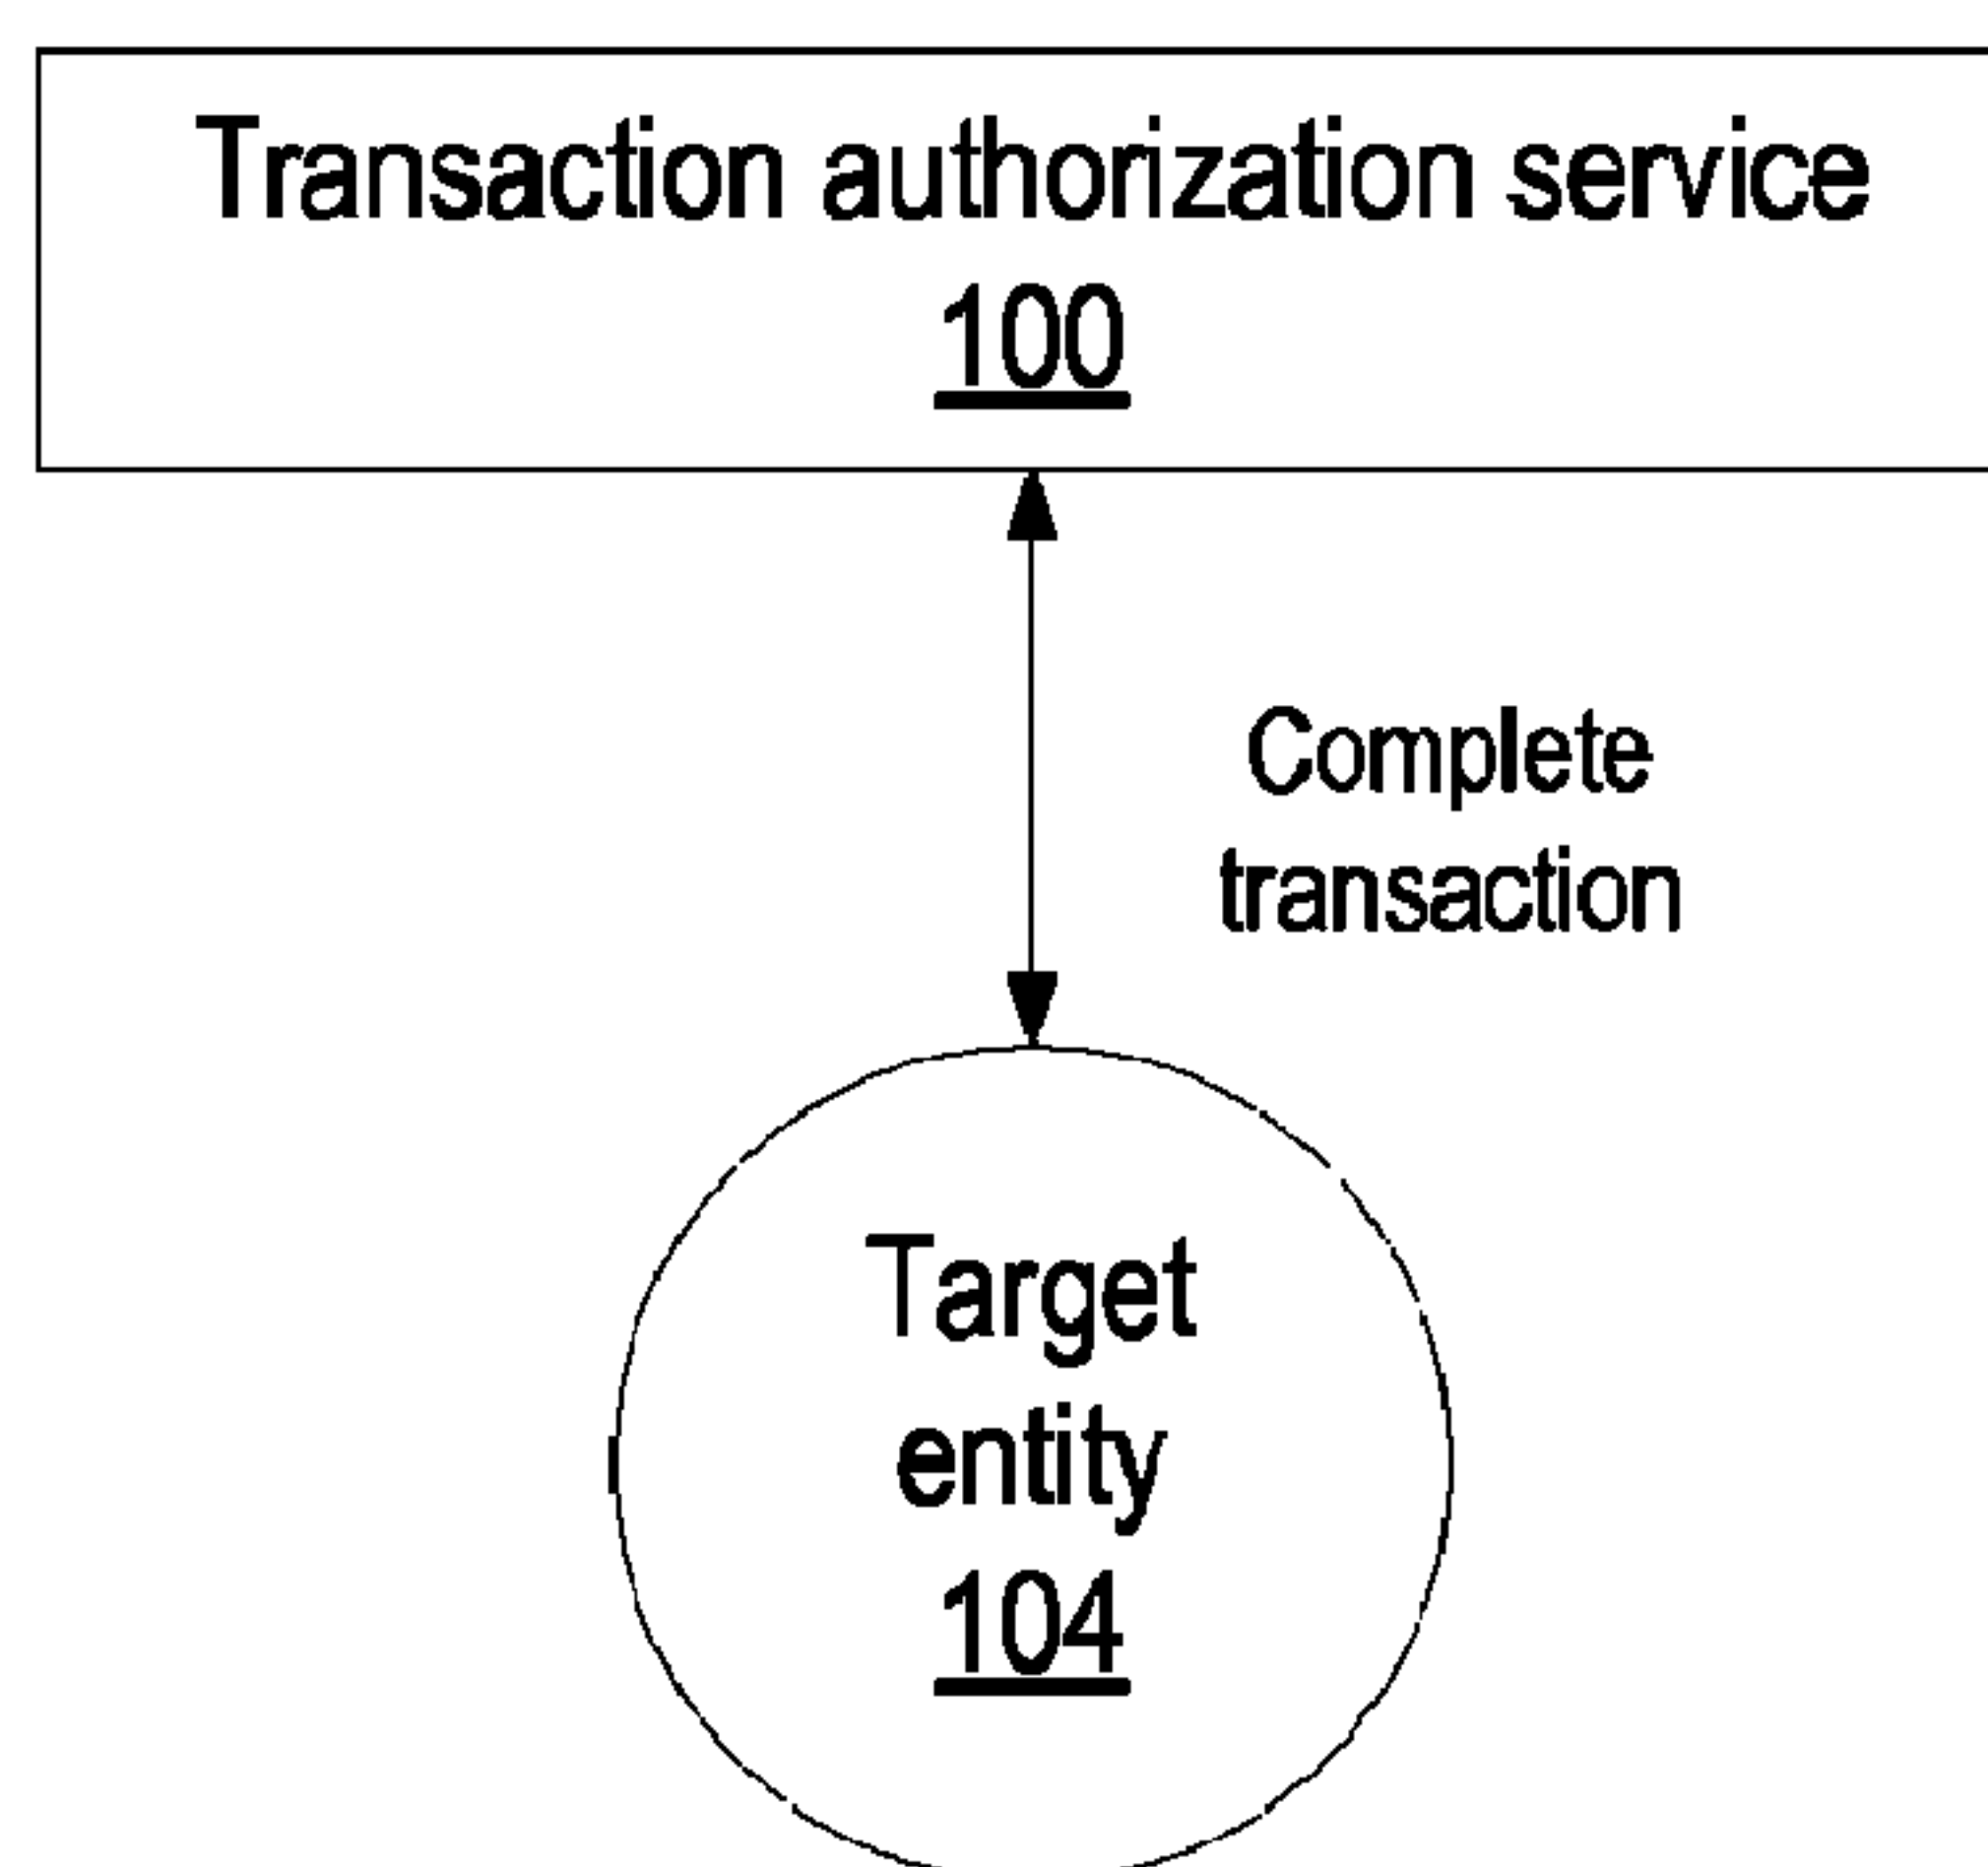 Transaction authorization service
100
Complete
transaction
Target
entity
104